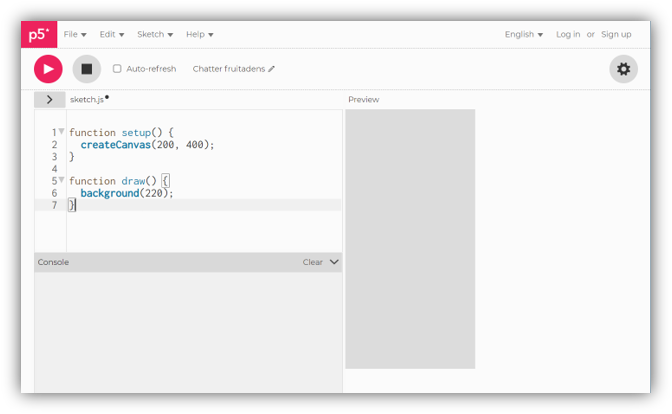 p5* File Edit Sketch Help English Log in or Sign up
Auto-refresh Chatter fruitadens
> sketch.js• Preview
1 function setup() {
2 createCanvas(200, 400);
3 }
4
5 function draw() {
6 background(220);
7 }
Console Clear